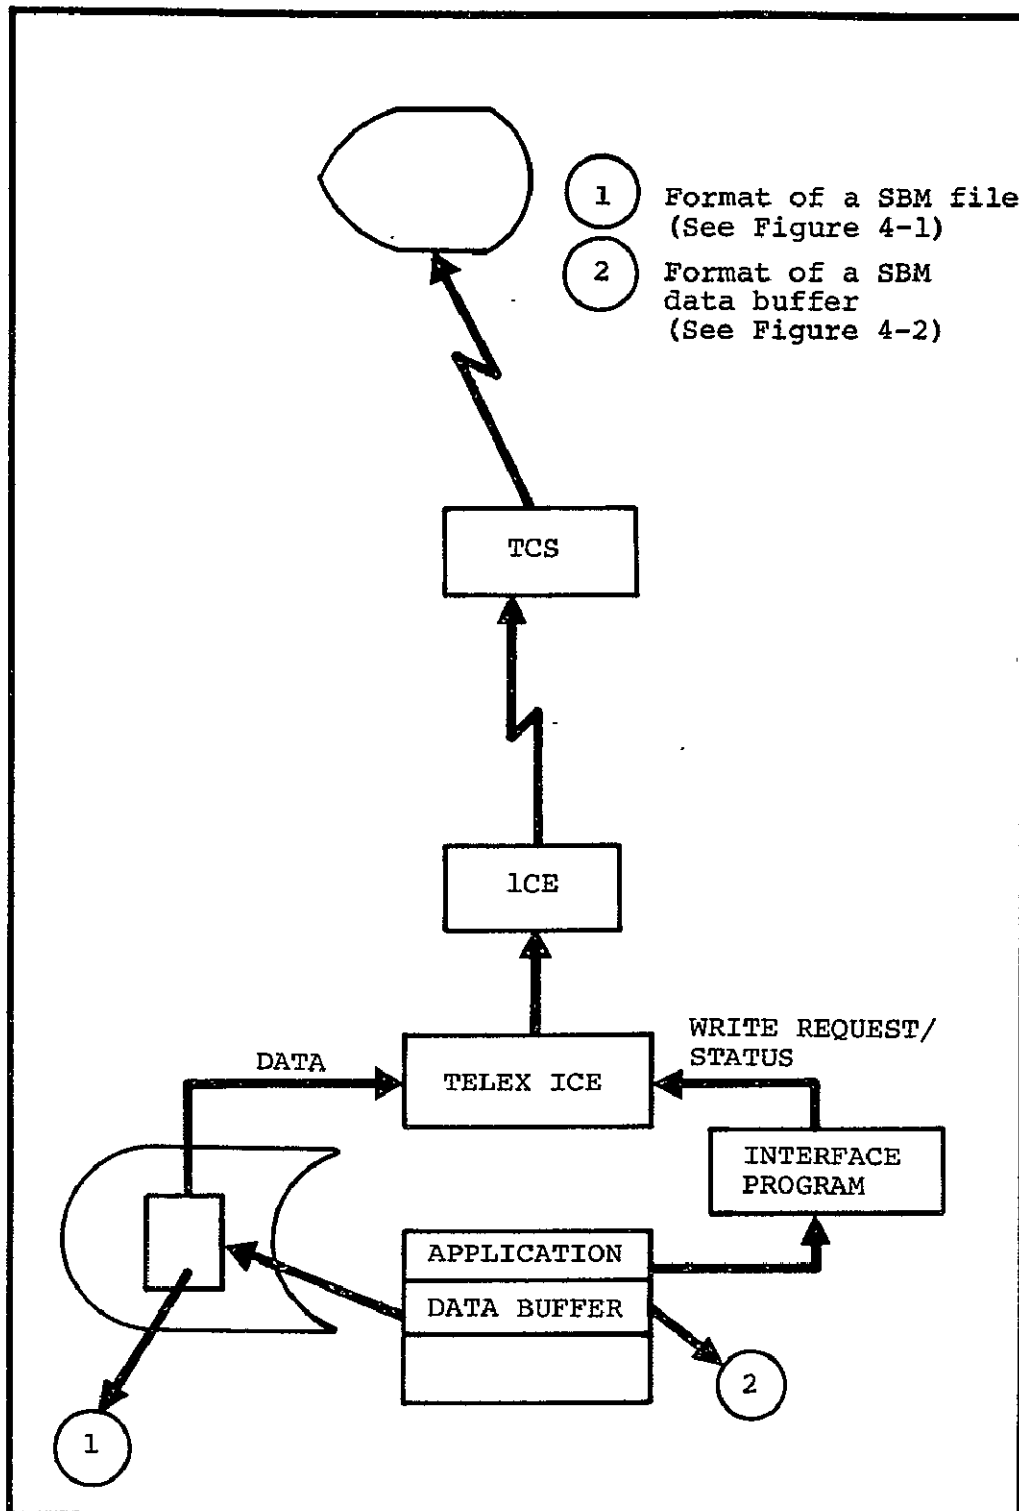 1 Format of a SBM file
(See Figure 4-1)
2 Format of a SBM
data buffer
(See Figure 4-2)
TCS
1CE
WRITE REQUEST/
STATUS
DATA
TELEX ICE
INTERFACE
PROGRAM
APPLICATION
DATA BUFFER
2
1